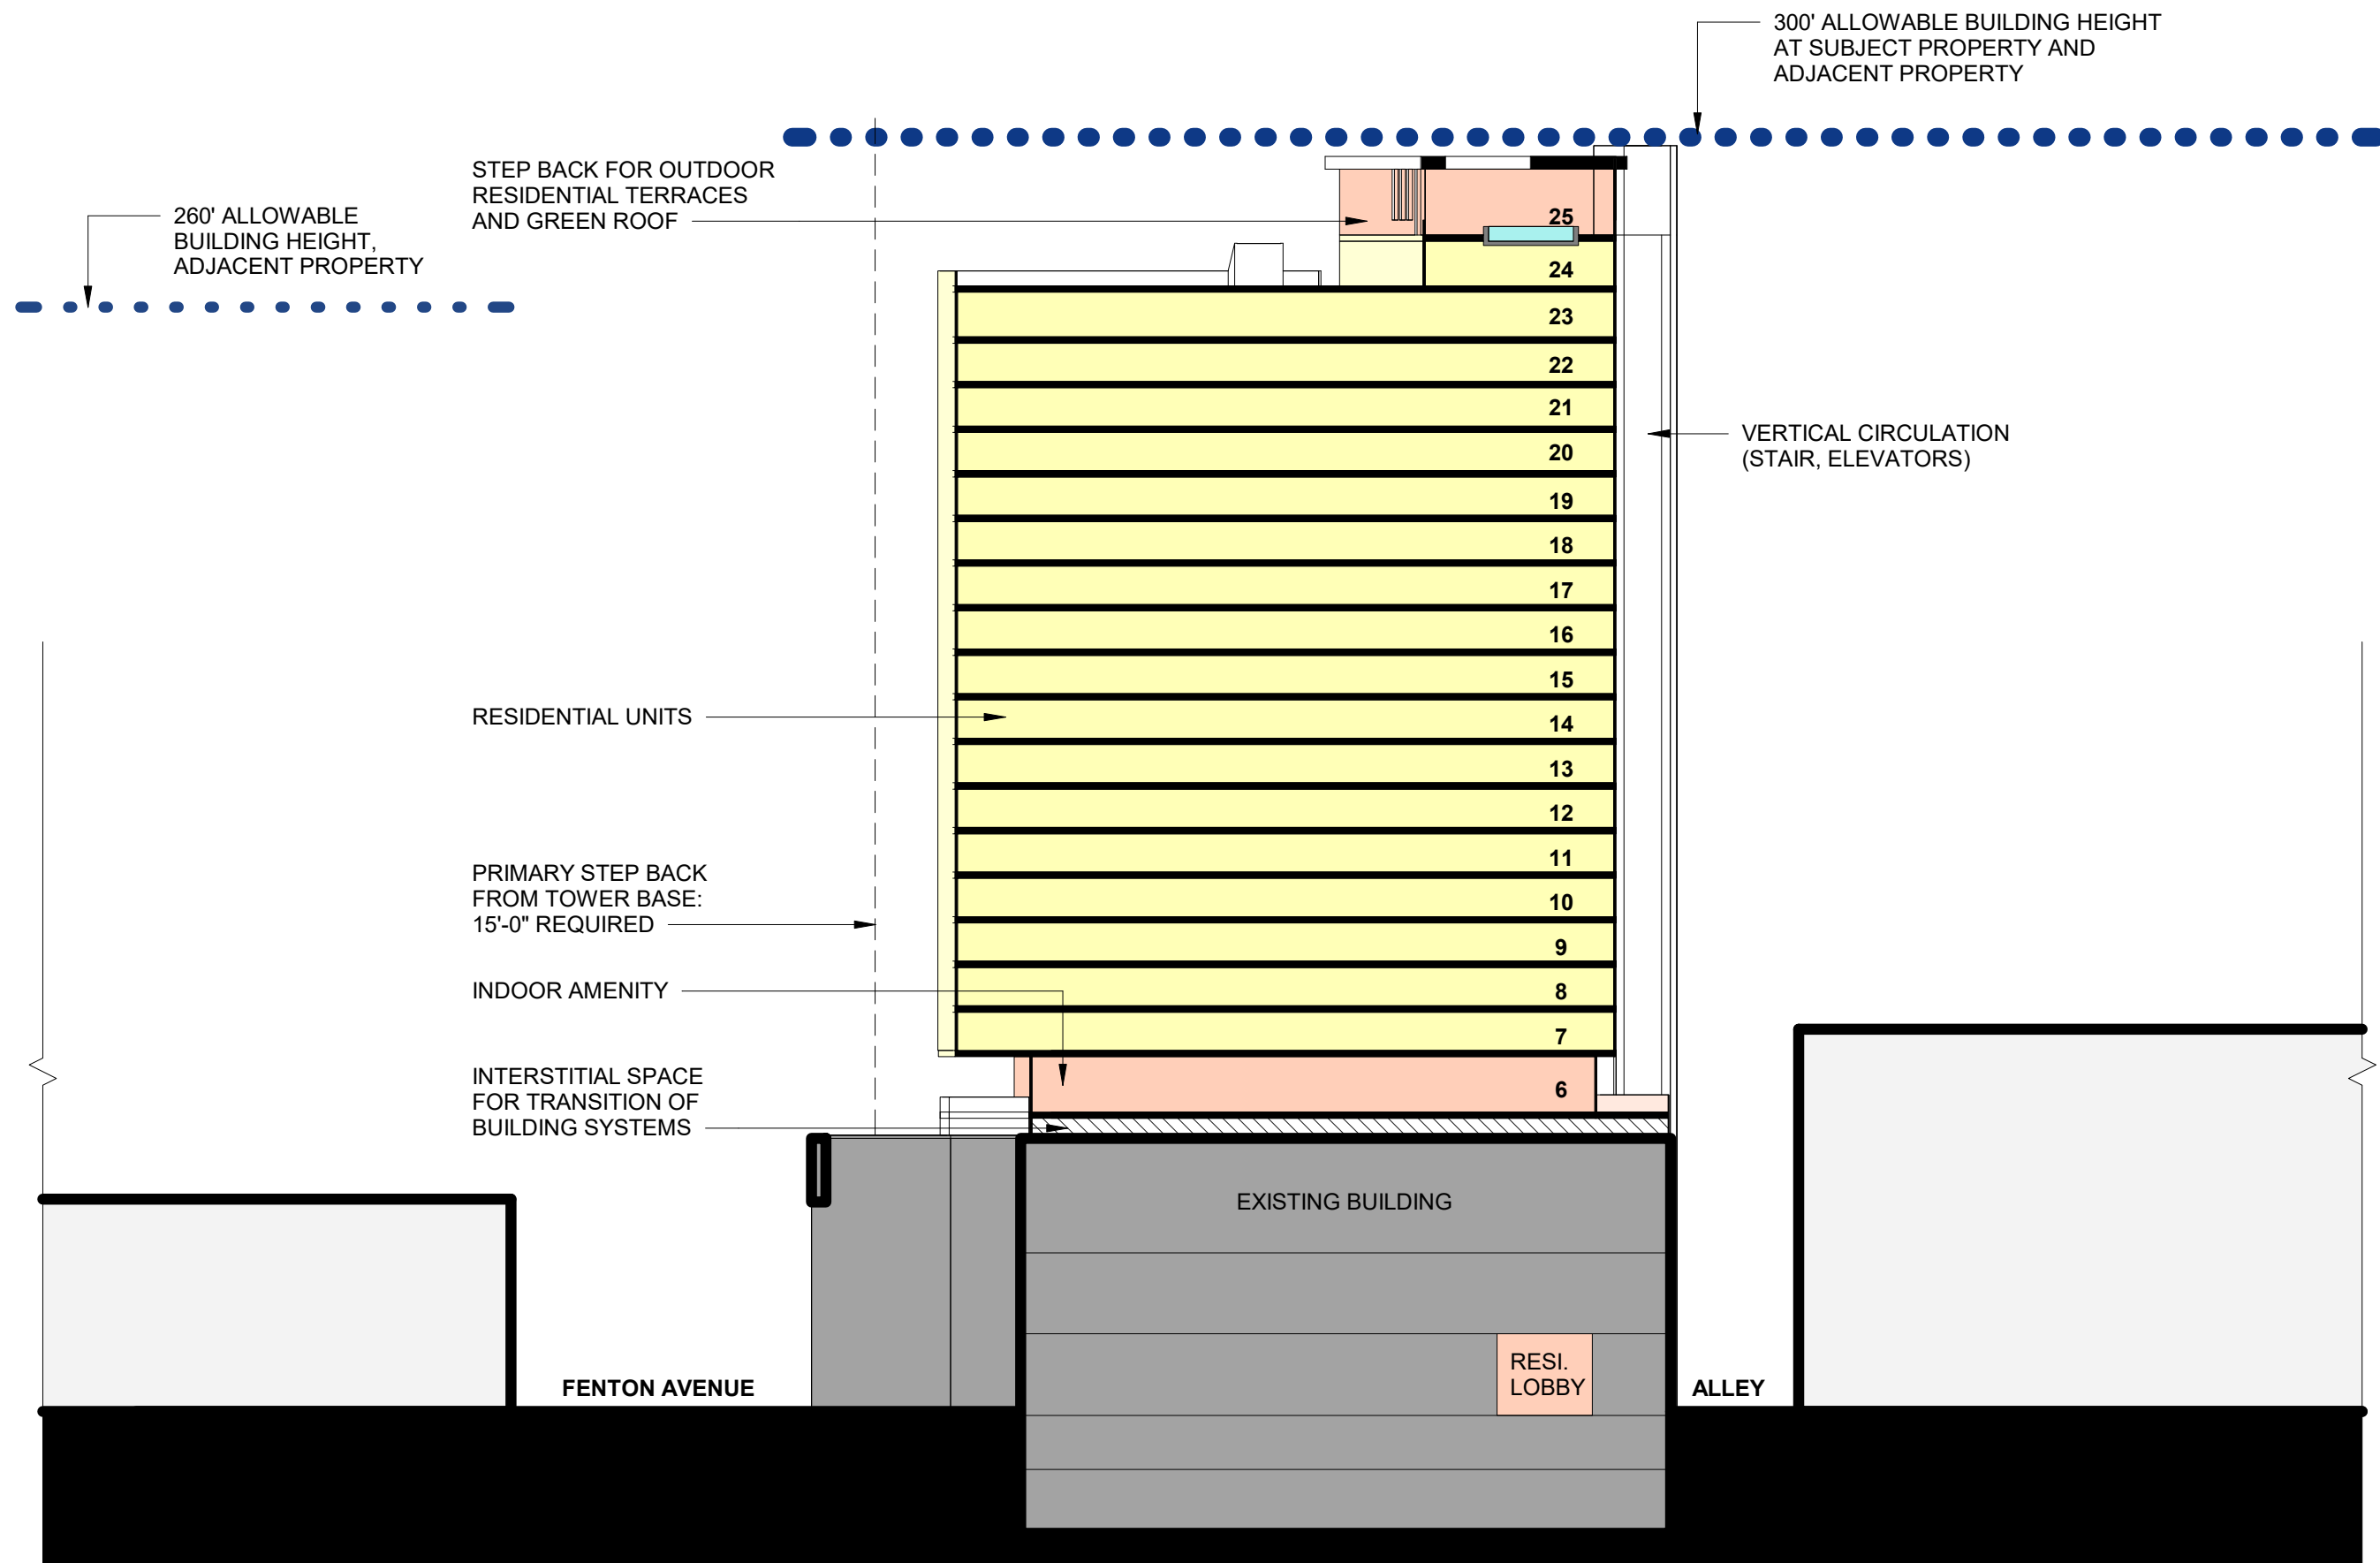 300' ALLOWABLE BUILDING HEIGHT
AT SUBJECT PROPERTY AND
ADJACENT PROPERTY
STEP BACK FOR OUTDOOR
RESIDENTIAL TERRACES
AND GREEN ROOF
260' ALLOWABLE
BUILDING HEIGHT,
ADJACENT PROPERTY
25
24
23
22
21
20
VERTICAL CIRCULATION
(STAIR, ELEVATORS)
19
18
17
16
15
RESIDENTIAL UNITS
14
13
12
11
PRIMARY STEP BACK
FROM TOWER BASE:
15'-0" REQUIRED
10
9
INDOOR AMENITY
8
7
INTERSTITIAL SPACE
FOR TRANSITION OF
BUILDING SYSTEMS
6
EXISTING BUILDING
RESI.
LOBBY
FENTON AVENUE
ALLEY